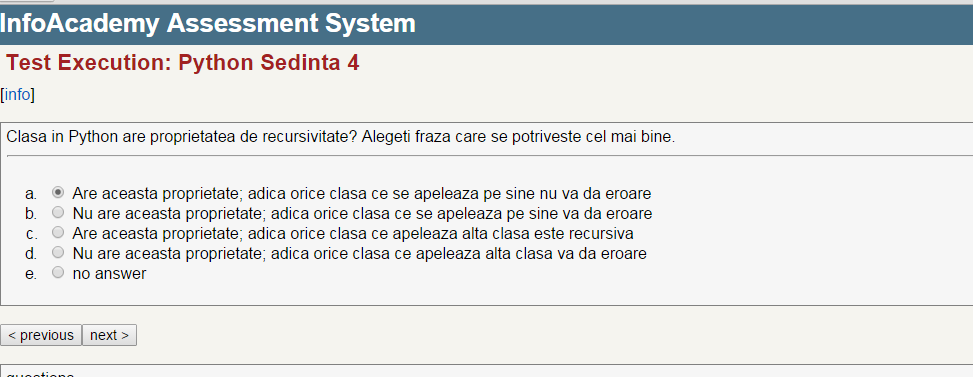 InfoAcademy Assessment System
Test Execution: Python Sedinta 4
[info]
Clasa in Python are proprietatea de recursivitate? Alegeti fraza care se potriveste cel mai bine.
a. Are aceasta proprietate; adica orice clasa ce se apeleaza pe sine nu va da eroare
b. Nu are aceasta proprietate; adica orice clasa ce se apeleaza pe sine va da eroare
c. Are aceasta proprietate; adica orice clasa ce apeleaza alta clasa este recursiva
d. Nu are aceasta proprietate; adica orice clasa ce apeleaza alta clasa va da eroare
e. no answer
< previous next >
questions